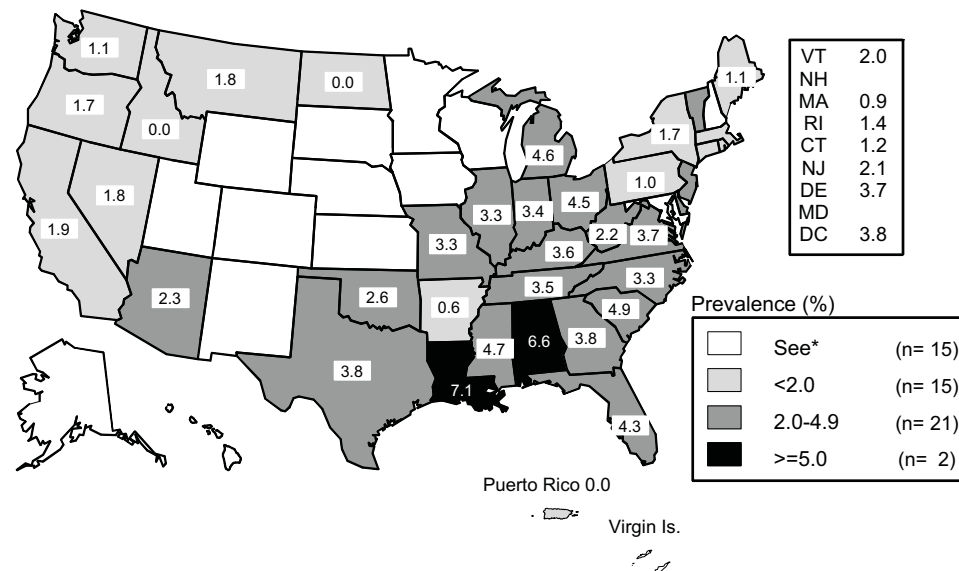 1.1
1.8
0.0
1.1
1.7
0.0
1.7
4.6
1.0
1.8
3.3
3.4
4.5
1.9
3.3
2.2
3.7
3.6
2.3
2.6
3.5
3.3
0.6
4.9
3.8
4.7
6.6
3.8
7.1
4.3
VT 2.0
NH
MA 0.9
RI 1.4
CT 1.2
NJ 2.1
DE 3.7
MD
DC 3.8
Prevalence (%)
See* (n= 15)
<2.0 (n= 15)
2.0-4.9 (n= 21)
>=5.0 (n= 2)
Puerto Rico 0.0
Virgin Is.